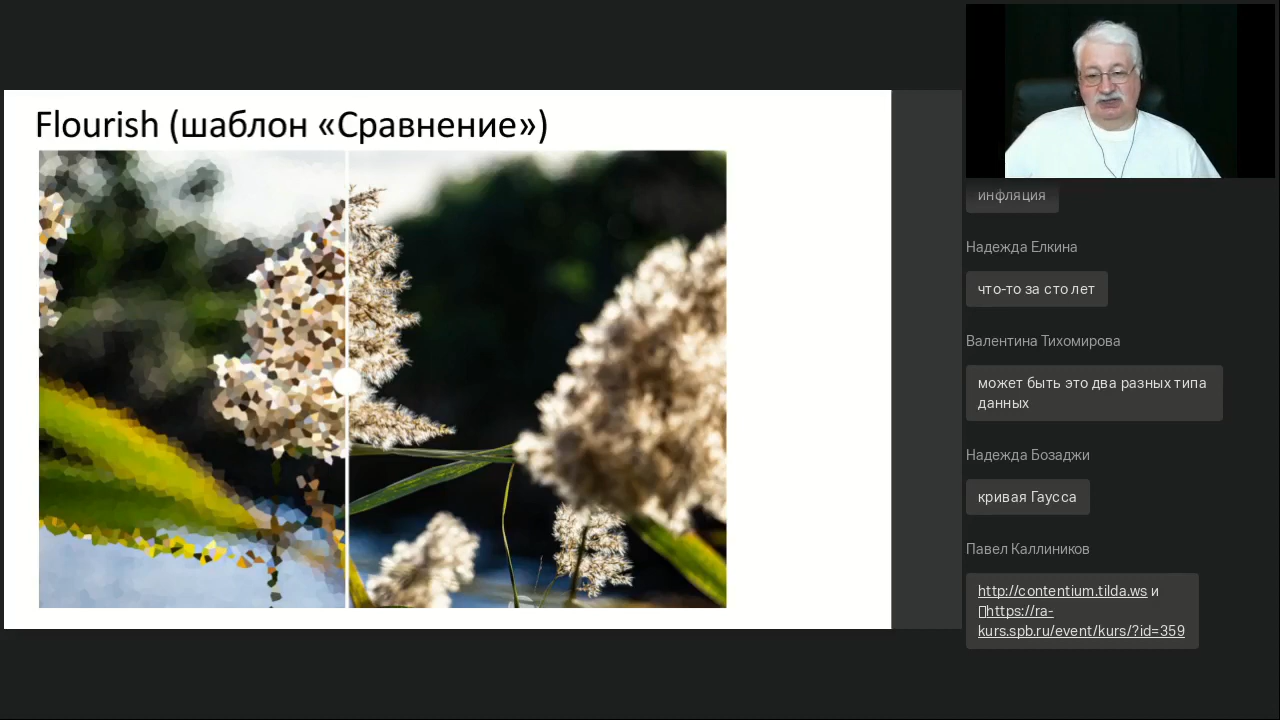 Flourish (шаблон «Сравнение»)
инфляция
Надежда Елкина
что-то за сто лет
Валентина Тихомирова
может быть это два разных типа
данных
Надежда Бозаджи
кривая Гаусса
Павел Каллиников
http://contentium.tilda.ws и
https://ra-
kurs.spb.ru/event/kurs/?id=359